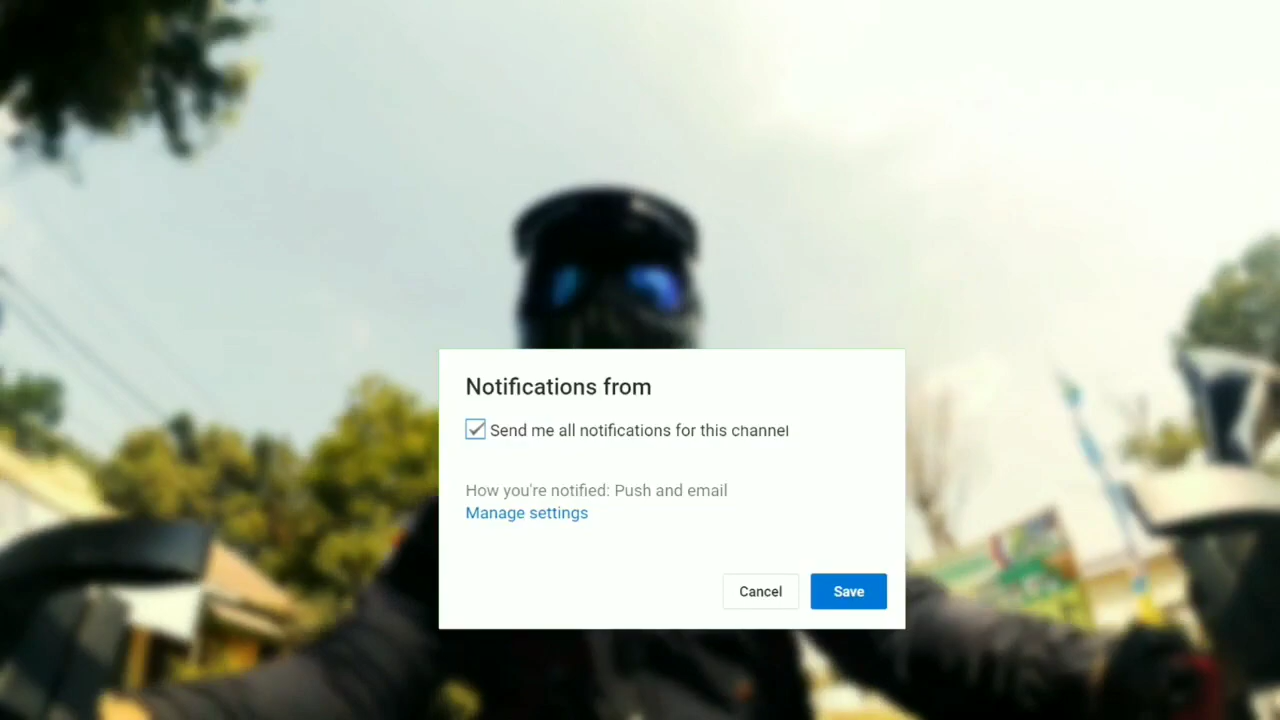 Notifications from
Send me all notifications for this channel
How you're notified: Push and email
Manage settings
Cancel
Save